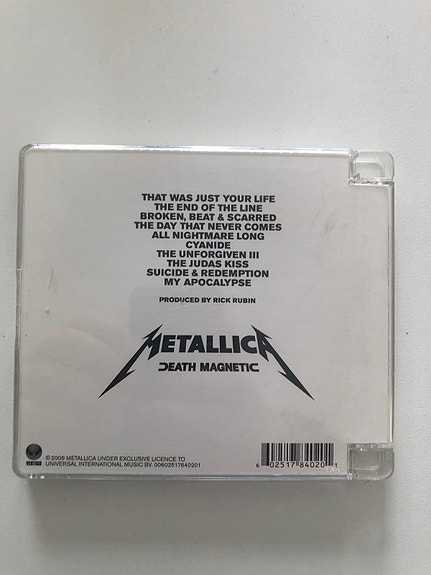 THAT WAS JUST YOUR LIFE
THE END OF THE LINE
BROKEN, BEAT & SCARRED
THE DAY THAT NEVER COMES
ALL NIGHTMARE LONG
CYANIDE
THE UNFORGIVEN III
THE JUDAS KISS
SUICIDE & REDEMPTION
MY APOCALYPSE
PRODUCED BY RICK RUBIN
METALLICA
DEATH MAGNETIC
VERTIGO
© 2008 METALLICA UNDER EXCLUSIVE LICENCE TO
UNIVERSAL INTERNATIONAL MUSIC BV. 00602517840201
6 02517 84020 1